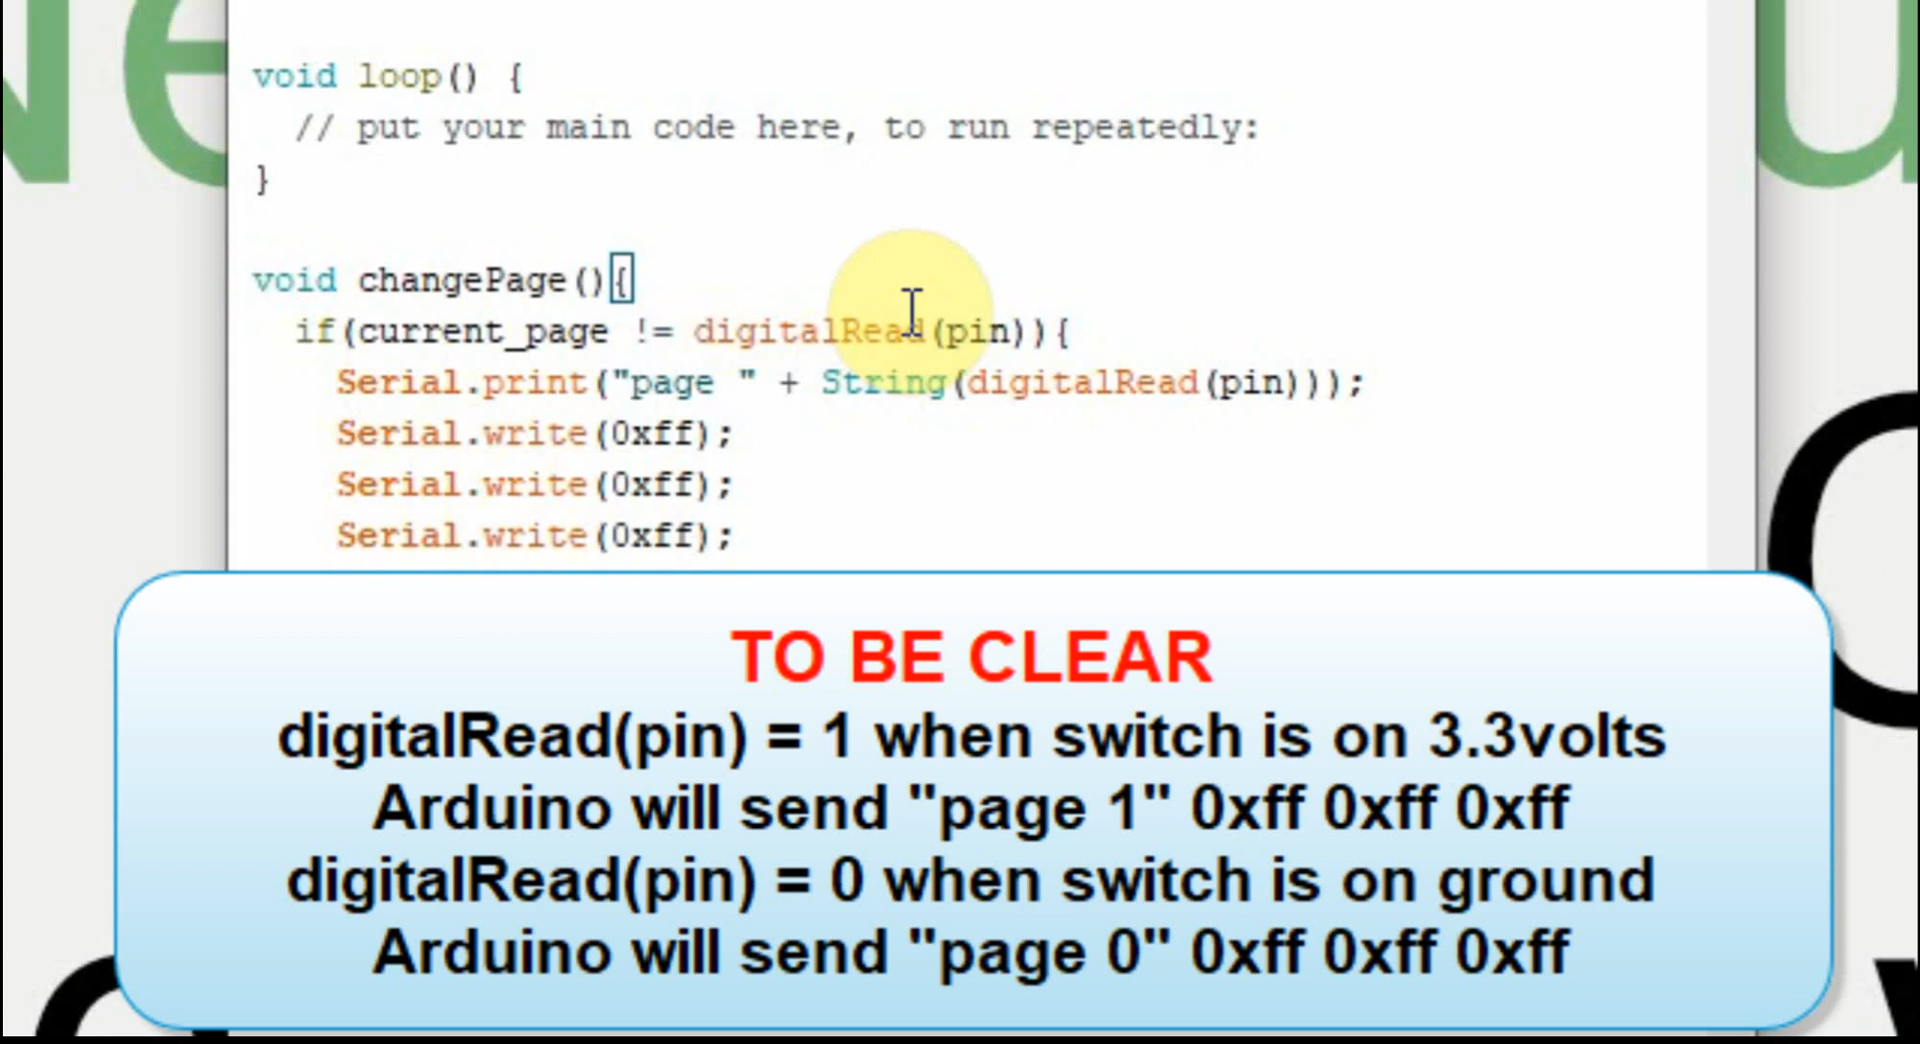 void loop() {
// put your main code here, to run repeatedly:
}
void changePage(){
if(current_page != digitalRead(pin)){
Serial.print("page " + String(digitalRead(pin)));
Serial.write(0xff);
Serial.write(0xff);
Serial.write(0xff);
TO BE CLEAR
digitalRead(pin) = 1 when switch is on 3.3volts
Arduino will send "page 1" 0xff 0xff 0xff
digitalRead(pin) = 0 when switch is on ground
Arduino will send "page 0" 0xff 0xff 0xff